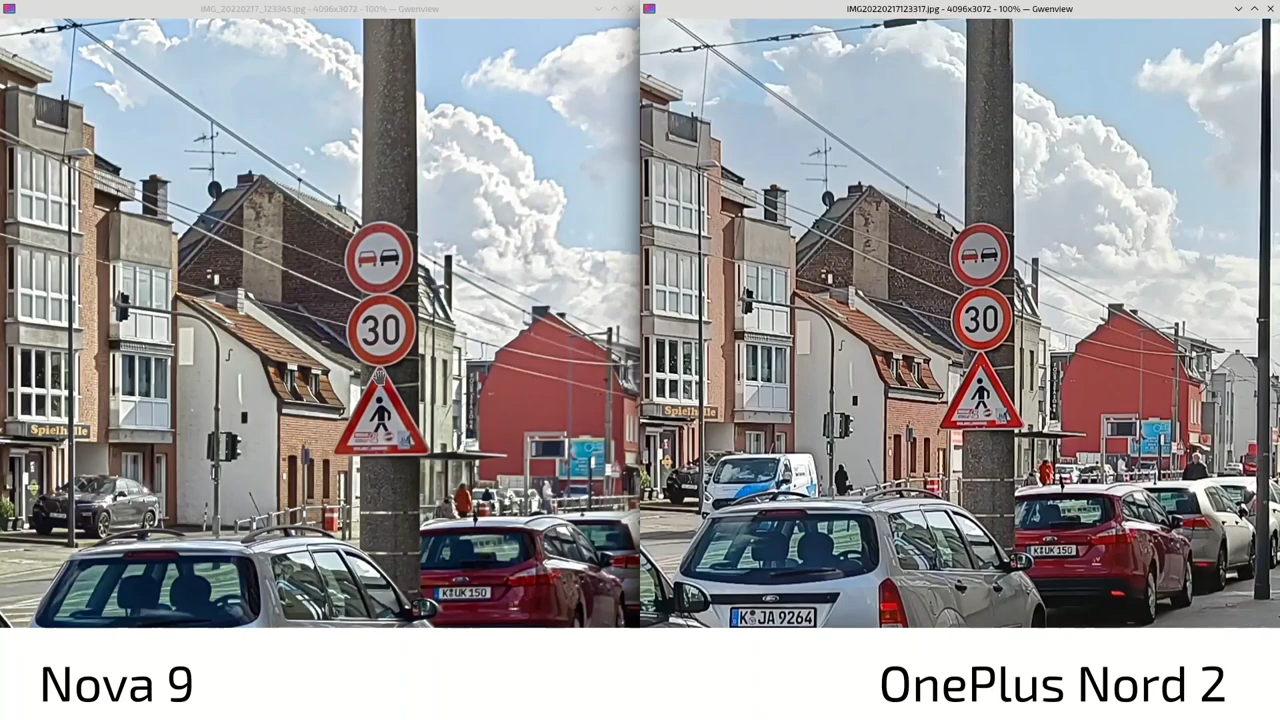 IMG_20220217_123345.jpg - 4096x3072 - 100% — Gwenview
IMG20220217123317.jpg - 4096x3072 - 100% — Gwenview
30
30
Spielhalle
Spielhalle
K UK 150
K UK 150
K JA 9264
Nova 9
OnePlus Nord 2